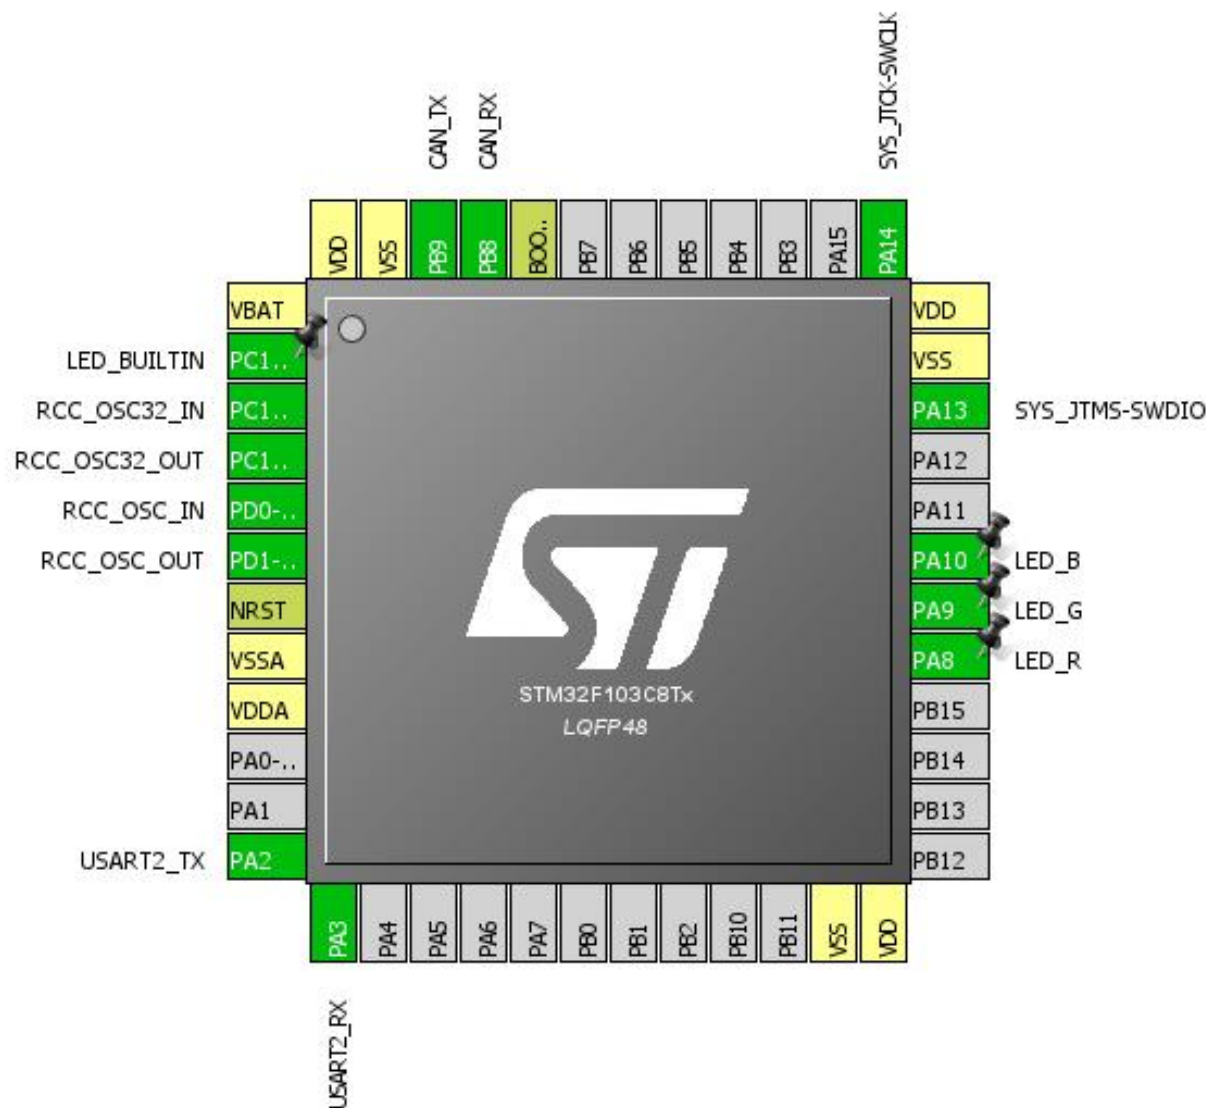 SYS_JTCK-SWCLK
CAN_TX
CAN_RX
VDD
VSS
PB9
PB8
BOO..
PB7
PB6
PB5
PB4
PB3
PA15
PA14
VBAT
VDD
LED_BUILTIN PC1..
VSS
RCC_OSC32_IN PC1..
PA13 SYS_JTMS-SWDIO
RCC_OSC32_OUT PC1..
PA12
RCC_OSC_IN PD0-..
PA11
RCC_OSC_OUT PD1-..
PA10 LED_B
NRST
PA9 LED_G
VSSA
PA8 LED_R
VDDA
PB15
PA0-..
PB14
PA1
PB13
USART2_TX PA2
PB12
ST
STM32F103C8Tx
LQFP48
PA3
PA4
PA5
PA6
PA7
PB0
PB1
PB2
PB10
PB11
VSS
VDD
USART2_RX